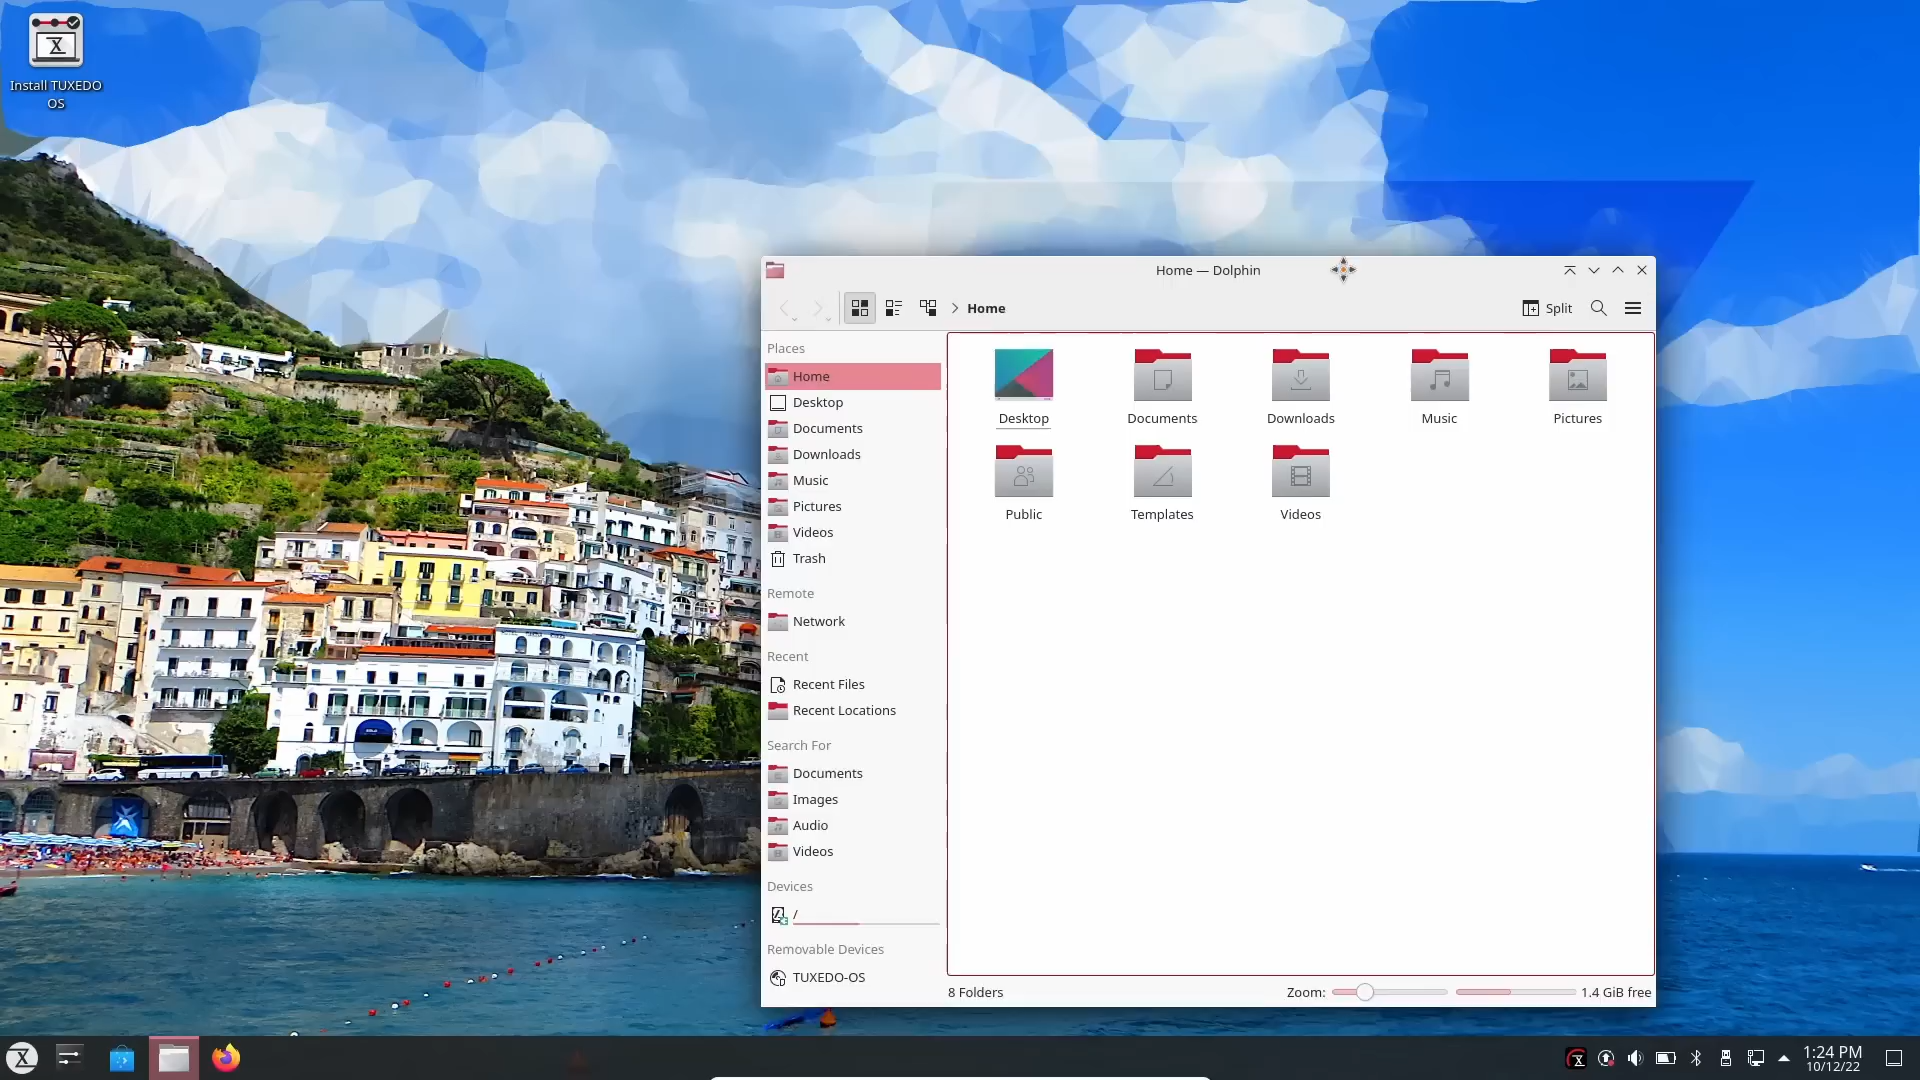 Install TUXEDO
OS
Home — Dolphin
Home
Split
Places
Home
Desktop
Documents
Downloads
Music
Pictures
Videos
Trash
Remote
Network
Recent
Recent Files
Recent Locations
Search For
Documents
Images
Audio
Videos
Devices
/
Removable Devices
TUXEDO-OS
Desktop
Documents
Downloads
Music
Pictures
Public
Templates
Videos
8 Folders
Zoom:
1.4 GiB free
1:24 PM
10/12/22